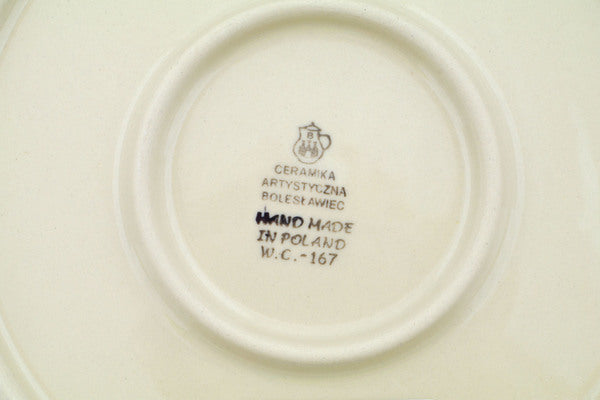 B
CERAMIKA
ARTYSTYCZNA
BOLESŁAWIEC
HAND MADE
IN POLAND
W.C.-167